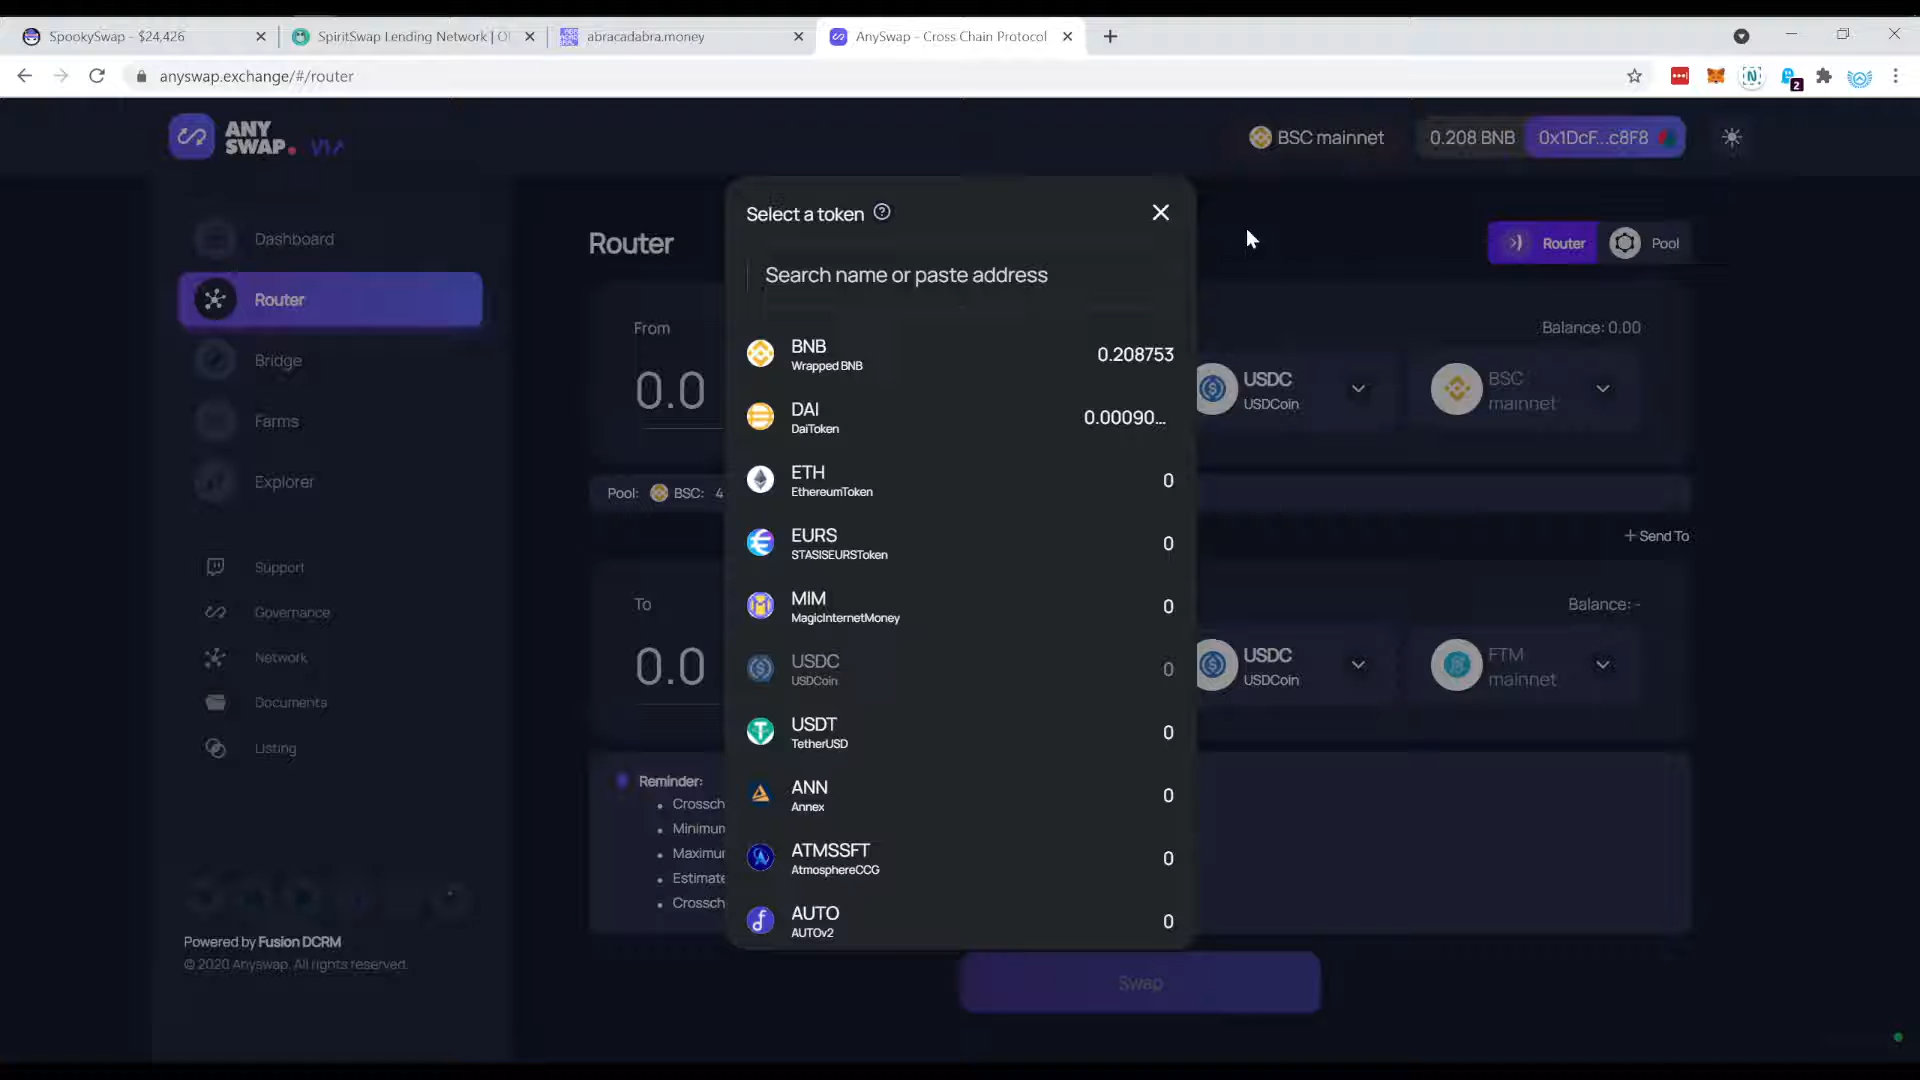 SpookySwap - $24,426
SpiritSwap Lending Network | O
abracadabra.money
AnySwap - Cross Chain Protocol
anyswap.exchange/#/router
2
ANY
SWAP.
BSC mainnet
0.208 BNB
0x1DcF...c8F8
Dashboard
Router
Bridge
Farms
Explorer
Support
Governance
Network
Documents
Listing
Powered by Fusion DCRM
© 2020 Anyswap. All rights reserved.
Router
Router
Pool
From
0.0
Balance: 0.00
USDC
USDCoin
BSC
mainnet
Pool:
BSC: 4
+ Send To
To
0.0
Balance: -
USDC
USDCoin
FTM
mainnet
Reminder:
Crossch
Minimum
Maximu
Estimate
Crossch
Swap
Select a token
Search name or paste address
BNB
Wrapped BNB
0.208753
DAI
DaiToken
0.00090...
ETH
EthereumToken
0
EURS
STASISEURSToken
0
MIM
MagicInternetMoney
0
USDC
USDCoin
0
USDT
TetherUSD
0
ANN
Annex
0
ATMSSFT
AtmosphereCCG
0
AUTO
AUTOv2
0